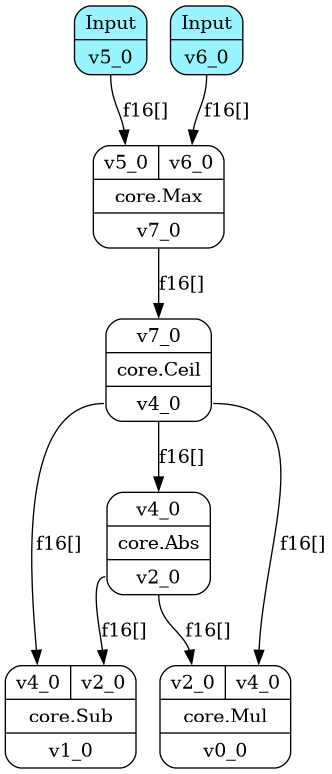 Input Input
v5_0 v6_0
f16[] f16[]
v5_0 v6_0
core.Max
v7_0
f16[]
v7_0
core.Ceil
v4_0
f16[]
v4_0
core.Abs
f16[] f16[]
v2_0
f16[] f16[]
v4_0 v2_0 v2_0 v4_0
core.Sub core.Mul
v1_0 v0_0